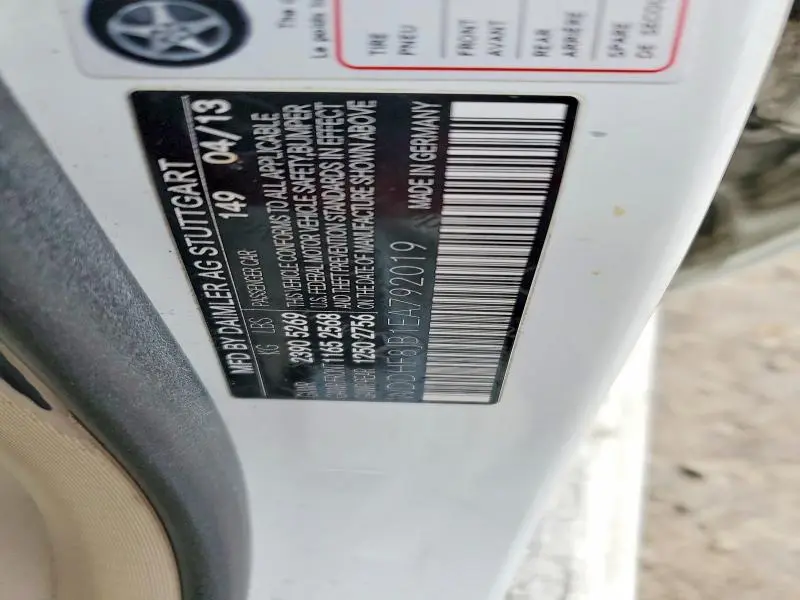 TIRE
PNEU
FRONT
AVANT
REAR
ARRIÈRE
SPARE
MFD BY DAIMLER AG STUTTGART
149 04/13
KG LBS PASSENGER CAR
GVWR 2390 5269 THIS VEHICLE CONFORMS TO ALL APPLICABLE
GAWR FRONT 1165 2568 U.S. FEDERAL MOTOR VEHICLE SAFETY,BUMPER
AND THEFT PREVENTION STANDARDS IN EFFECT
GAWR REAR 1250 2756 ON THE DATE OF MANUFACTURE SHOWN ABOVE
MADE IN GERMANY
WDDHF8JB1EA792019